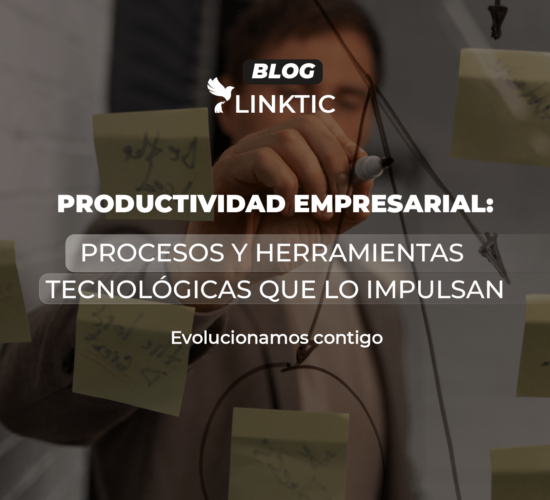 BLOG
LINKTIC
PRODUCTIVIDAD EMPRESARIAL:
PROCESOS Y HERRAMIENTAS
TECNOLÓGICAS QUE LO IMPULSAN
Evolucionamos contigo